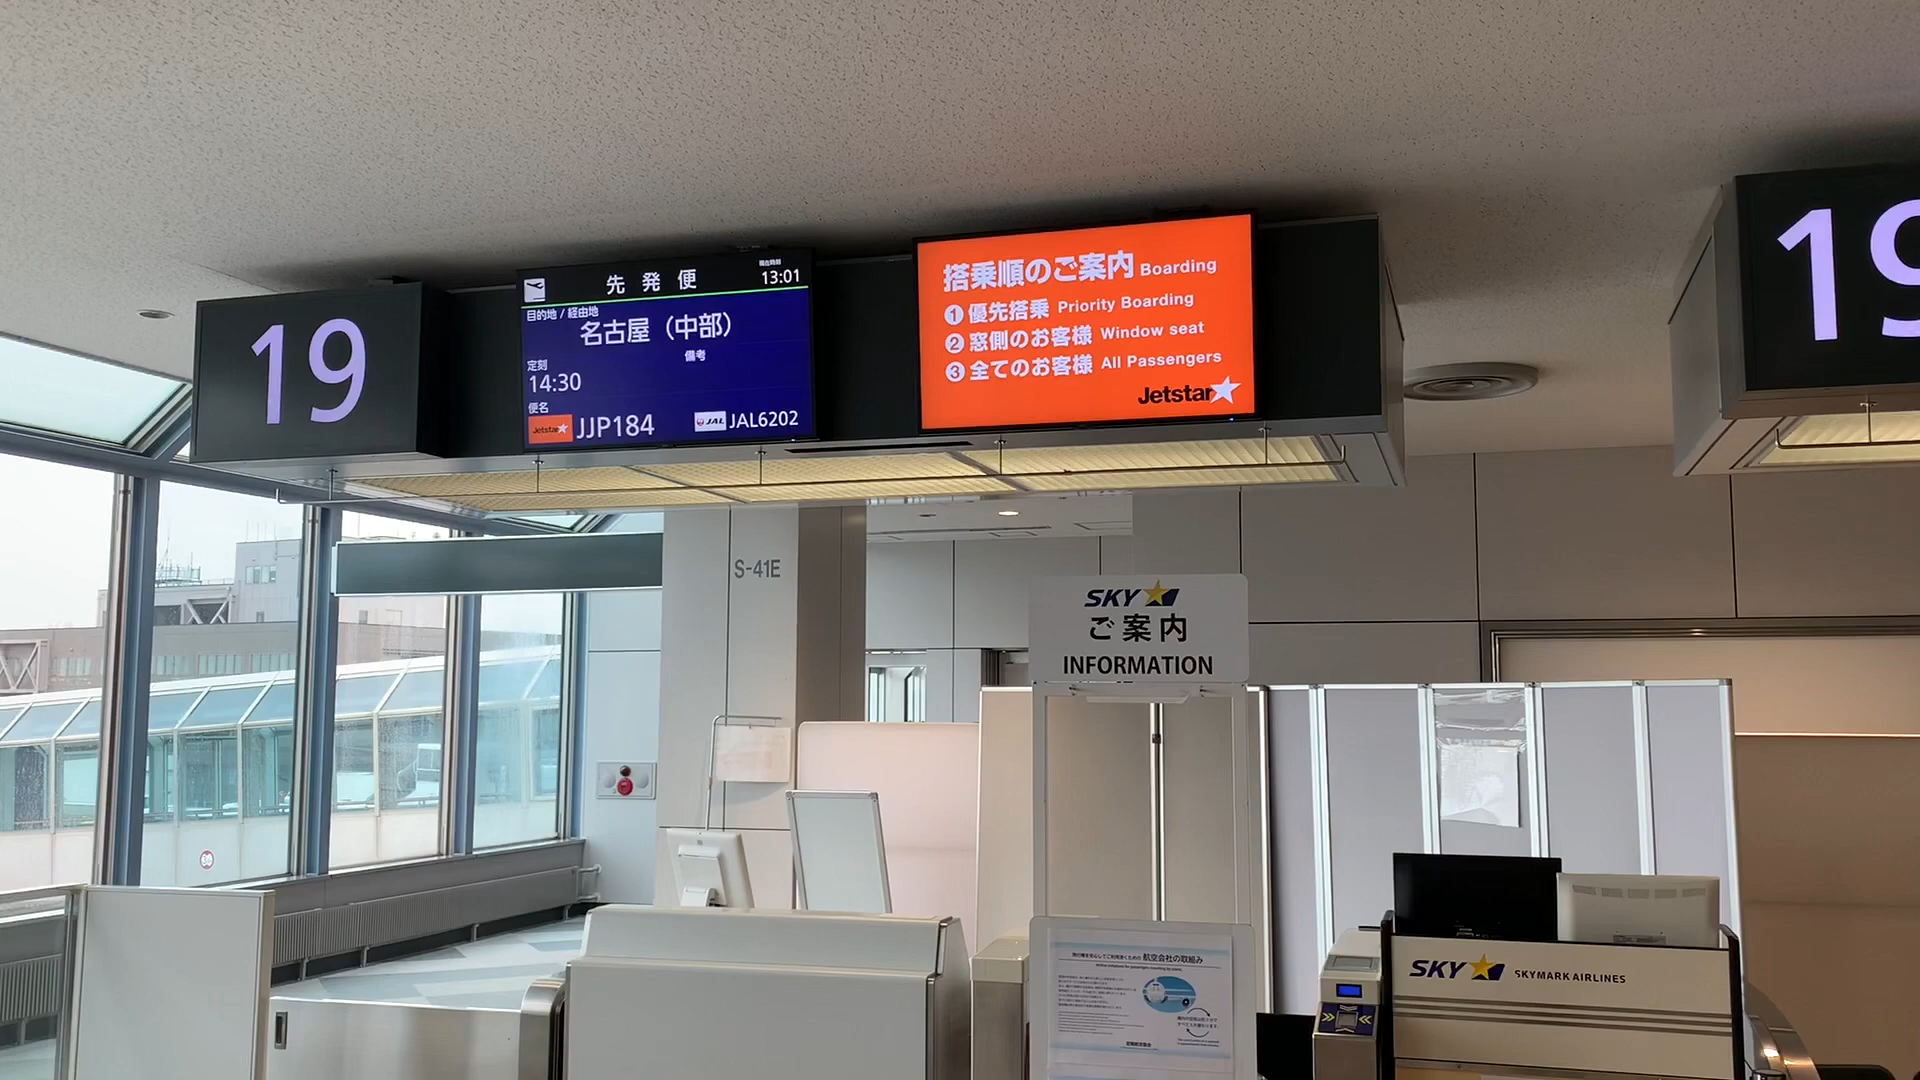 19
先発便
現在時刻
13:01
目的地 / 経由地
名古屋（中部）
備考
定刻
14:30
便名
Jetstar JJP184
JAL JAL6202
搭乗順のご案内 Boarding
① 優先搭乗 Priority Boarding
② 窓側のお客様 Window seat
③ 全てのお客様 All Passengers
Jetstar
19
S-41E
SKY
ご案内
INFORMATION
航空会社の取組み
SKY SKYMARK AIRLINES